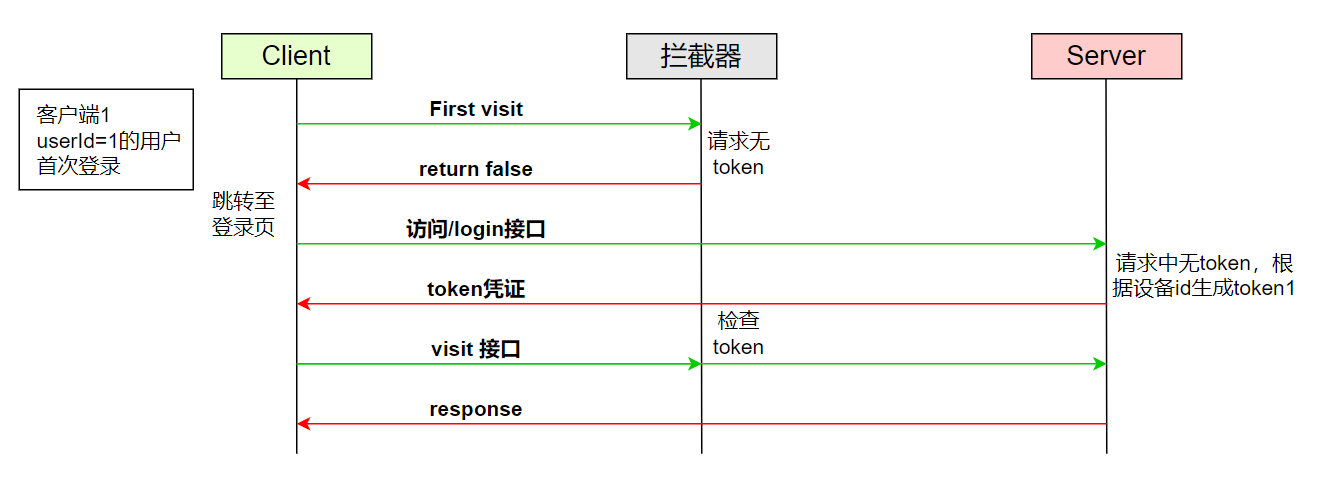 Client
拦截器
Server
客户端1
userId=1的用户
首次登录
First visit
请求无
token
return false
跳转至
登录页
访问/login接口
请求中无token，根
据设备id生成token1
token凭证
检查
token
visit 接口
response